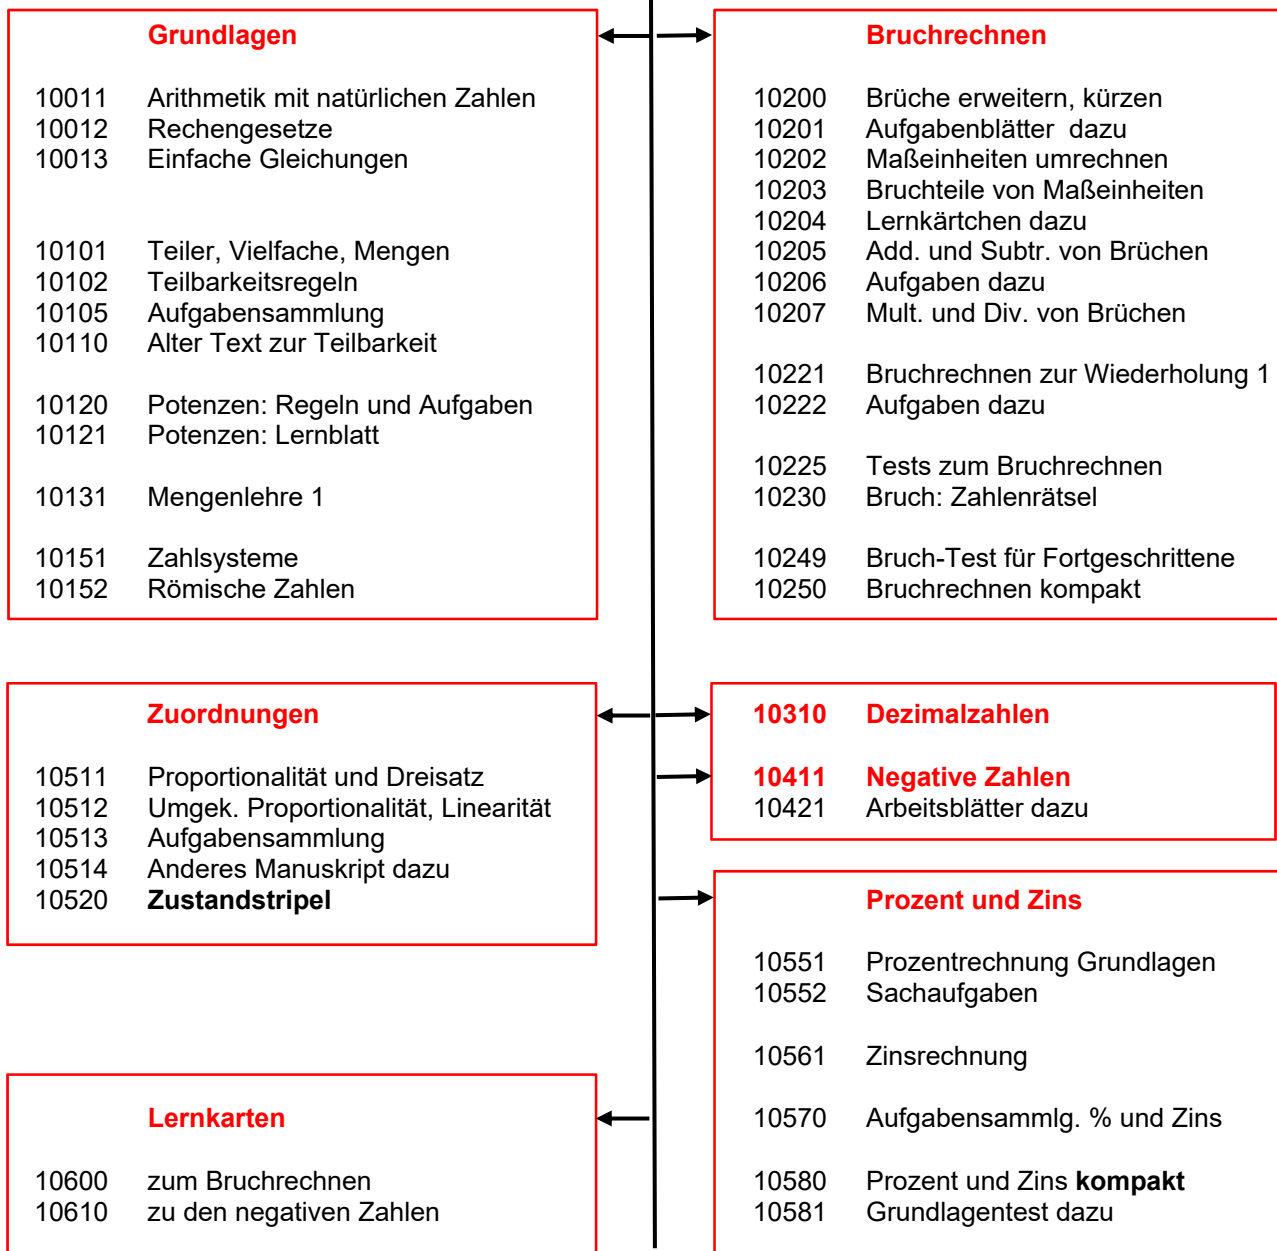 Grundlagen
10011 Arithmetik mit natürlichen Zahlen
10012 Rechengesetze
10013 Einfache Gleichungen
10101 Teiler, Vielfache, Mengen
10102 Teilbarkeitsregeln
10105 Aufgabensammlung
10110 Alter Text zur Teilbarkeit
10120 Potenzen: Regeln und Aufgaben
10121 Potenzen: Lernblatt
10131 Mengenlehre 1
10151 Zahlsysteme
10152 Römische Zahlen
Bruchrechnen
10200 Brüche erweitern, kürzen
10201 Aufgabenblätter dazu
10202 Maßeinheiten umrechnen
10203 Bruchteile von Maßeinheiten
10204 Lernkärtchen dazu
10205 Add. und Subtr. von Brüchen
10206 Aufgaben dazu
10207 Mult. und Div. von Brüchen
10221 Bruchrechnen zur Wiederholung 1
10222 Aufgaben dazu
10225 Tests zum Bruchrechnen
10230 Bruch: Zahlenrätsel
10249 Bruch-Test für Fortgeschrittene
10250 Bruchrechnen kompakt
Zuordnungen
10511 Proportionalität und Dreisatz
10512 Umgek. Proportionalität, Linearität
10513 Aufgabensammlung
10514 Anderes Manuskript dazu
10520 Zustandstripel
10310 Dezimalzahlen
10411 Negative Zahlen
10421 Arbeitsblätter dazu
Prozent und Zins
10551 Prozentrechnung Grundlagen
10552 Sachaufgaben
10561 Zinsrechnung
10570 Aufgabensammlg. % und Zins
10580 Prozent und Zins kompakt
10581 Grundlagentest dazu
Lernkarten
10600 zum Bruchrechnen
10610 zu den negativen Zahlen